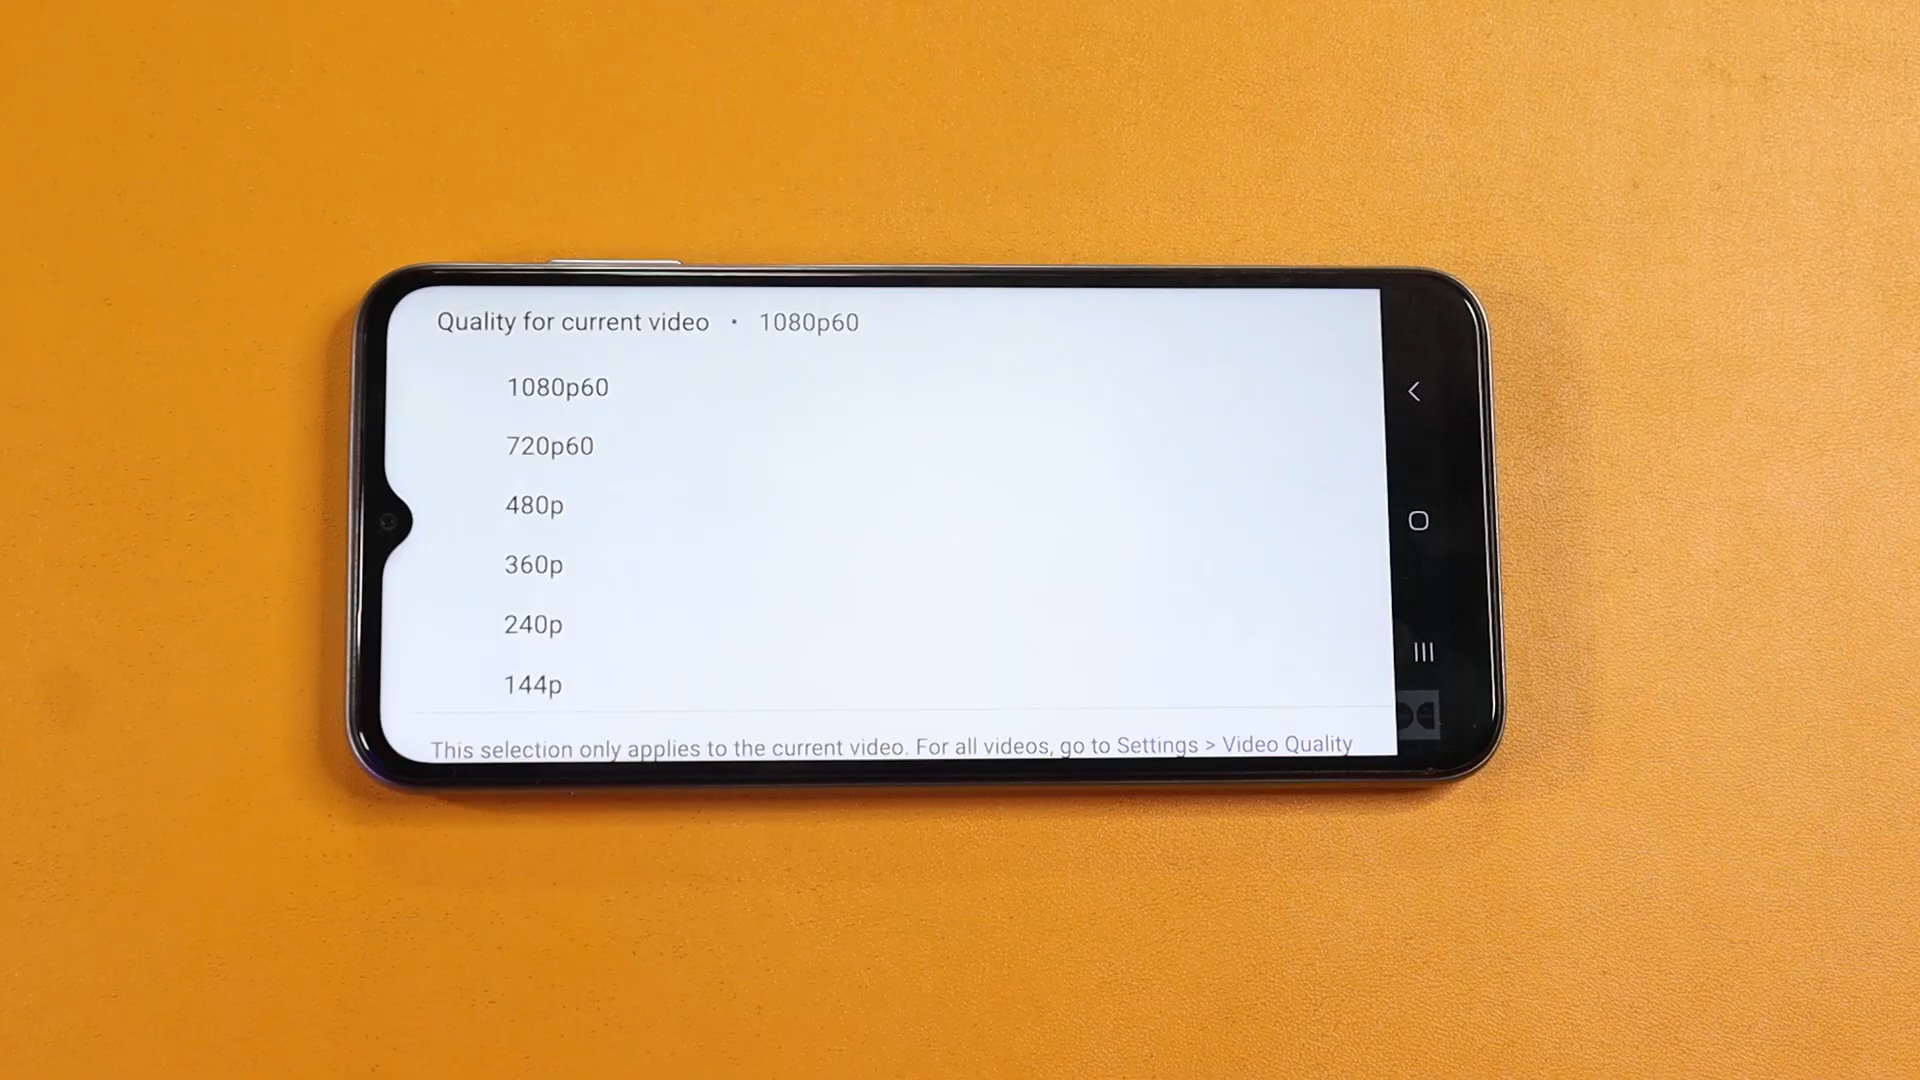 Quality for current video • 1080p60
1080p60
720p60
480p
360p
240p
144p
This selection only applies to the current video. For all videos, go to Settings > Video Quality